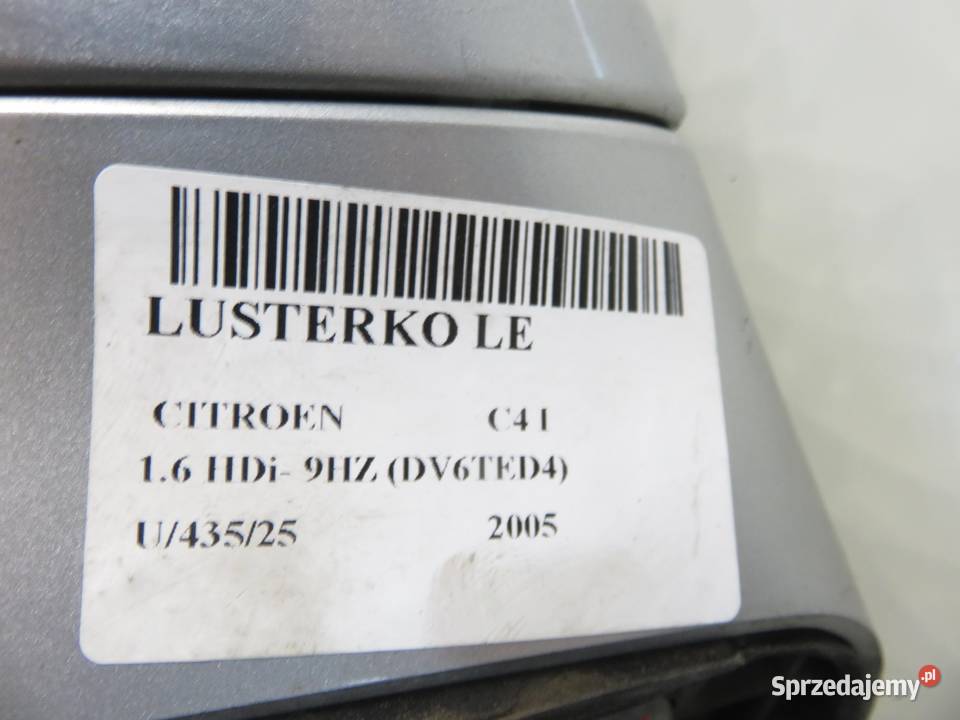 LUSTERKO LE
CITROEN C4 I
1.6 HDi- 9HZ (DV6TED4)
U/435/25 2005
Sprzedajemy.pl